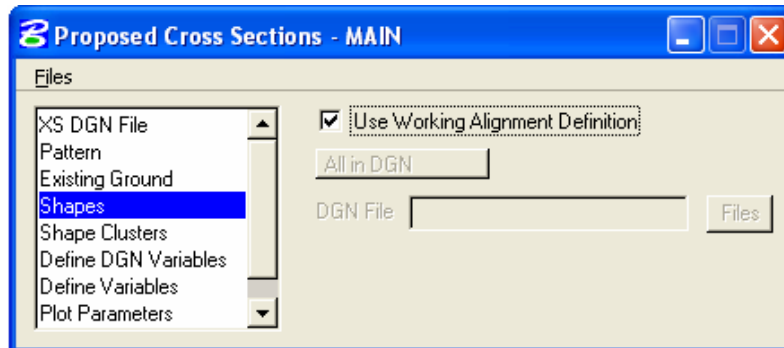 Proposed Cross Sections - MAIN
Files
XS DGN File
Pattern
Existing Ground
Shapes
Shape Clusters
Define DGN Variables
Define Variables
Plot Parameters
Use Working Alignment Definition
All in DGN
DGN File
Files